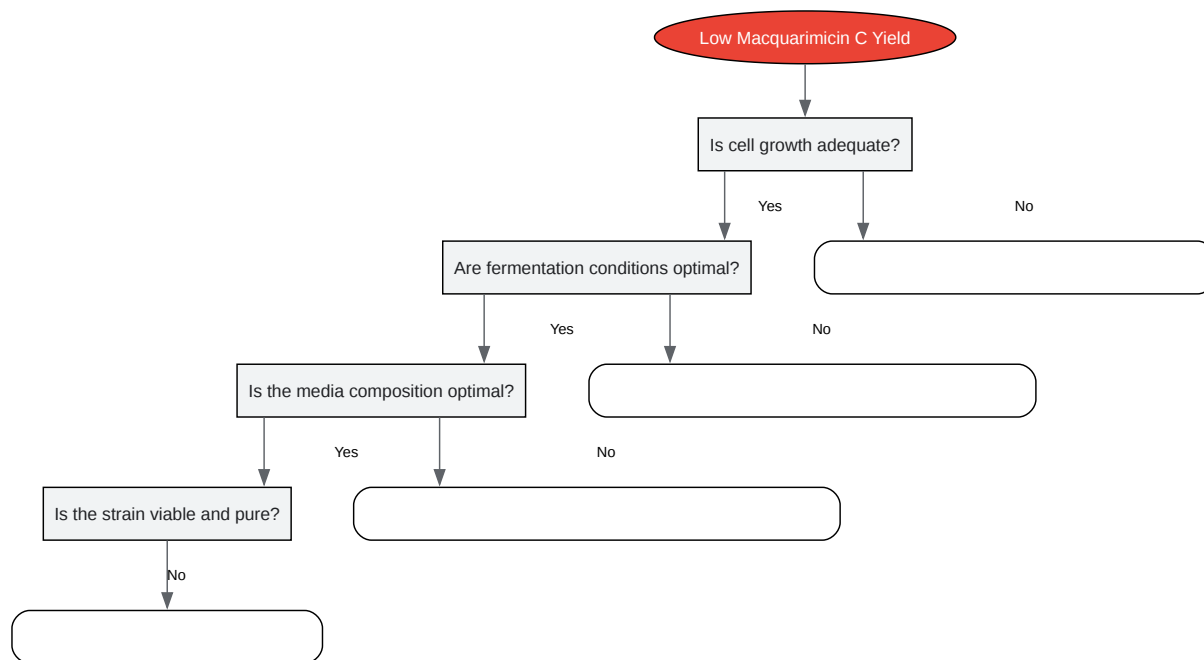 Low Macquarimicin C Yield
Is cell growth adequate?
Yes
No
Are fermentation conditions optimal?
Yes
No
Is the media composition optimal?
Yes
No
Is the strain viable and pure?
No